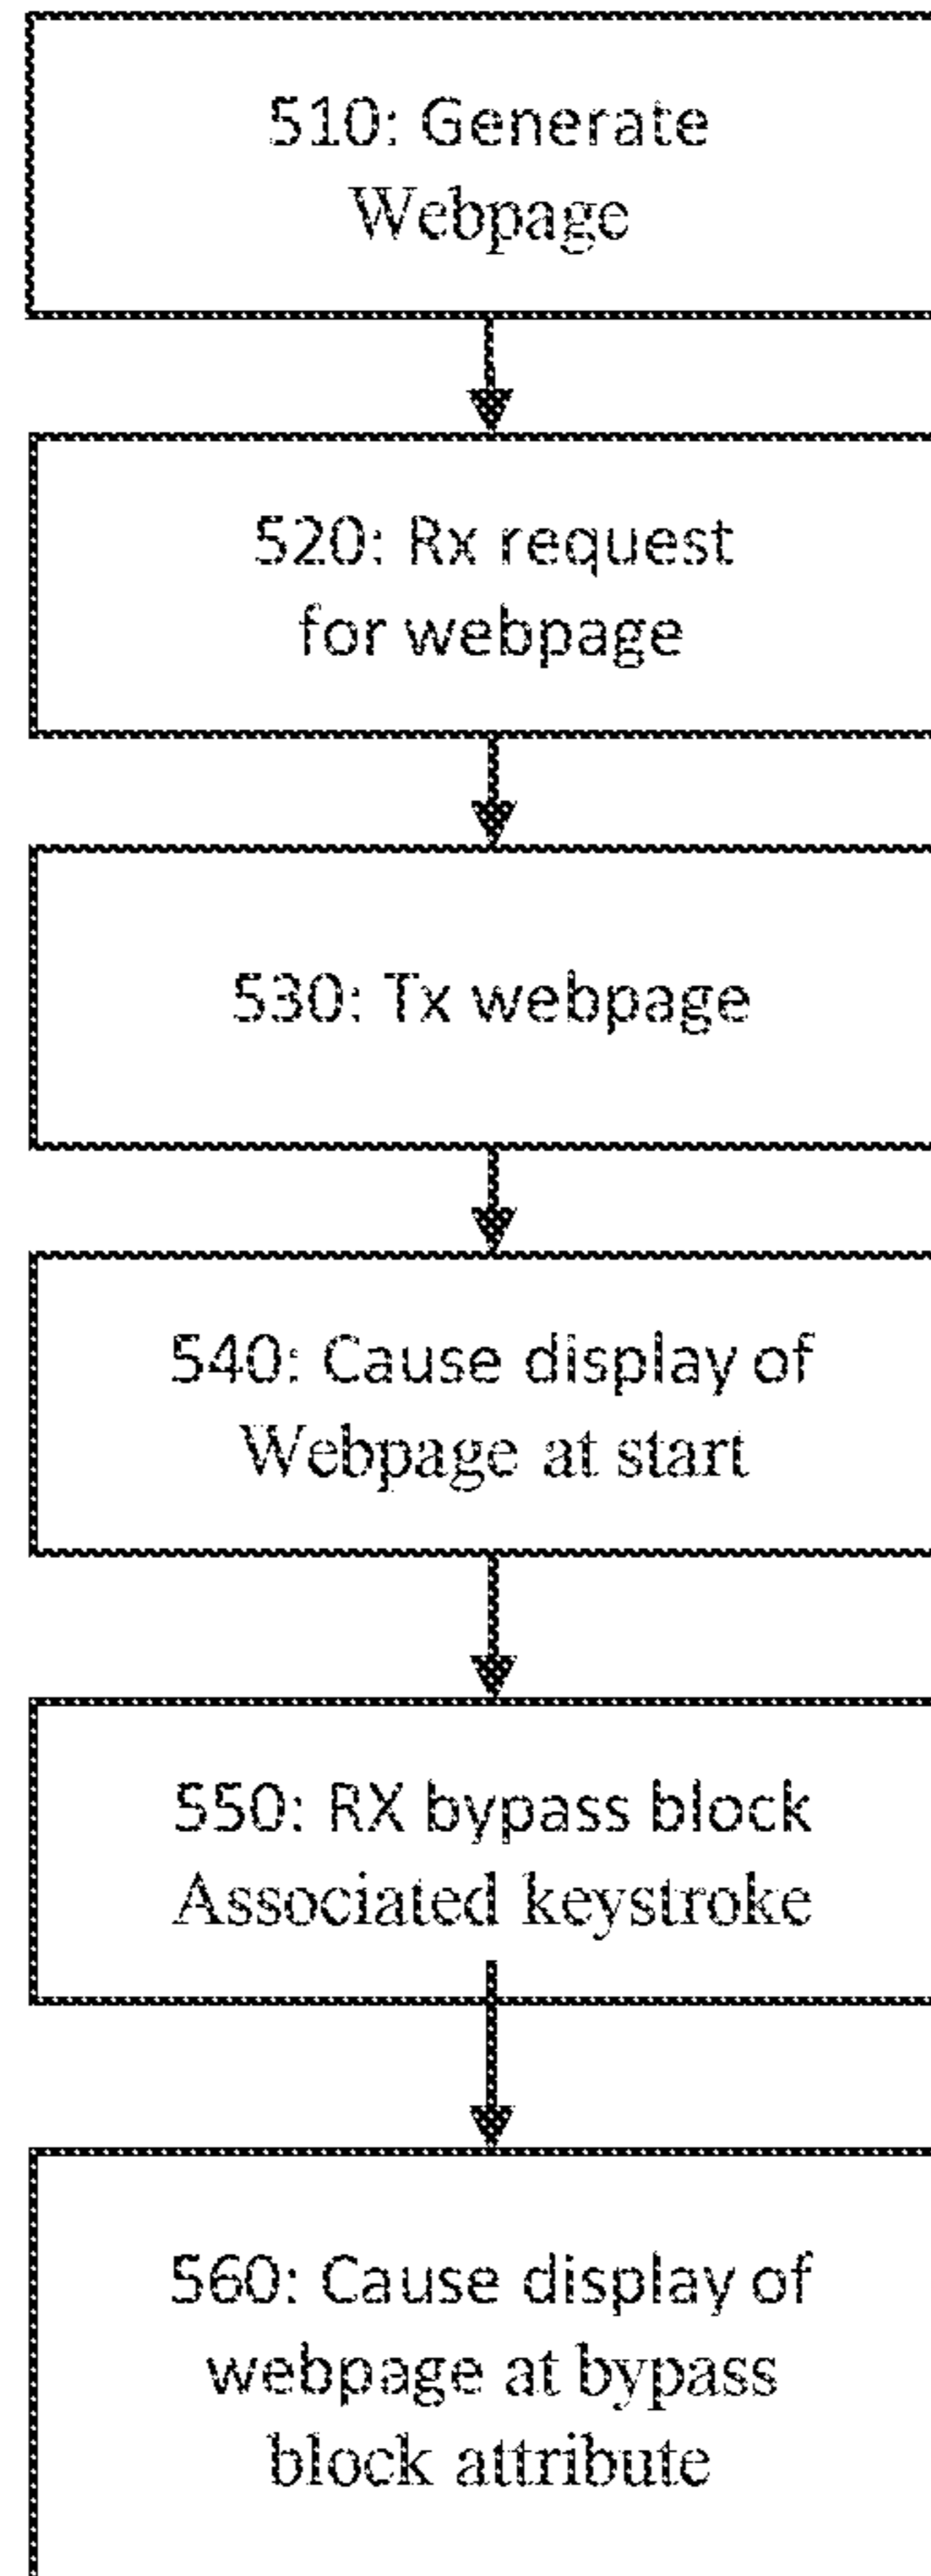 510: Generate
Webpage
520: Rx request
for webpage
530: Tx webpage
540: Cause display of
Webpage at start
550: RX bypass block
Associated keystroke
560: Cause display of
webpage at bypass
block attribute